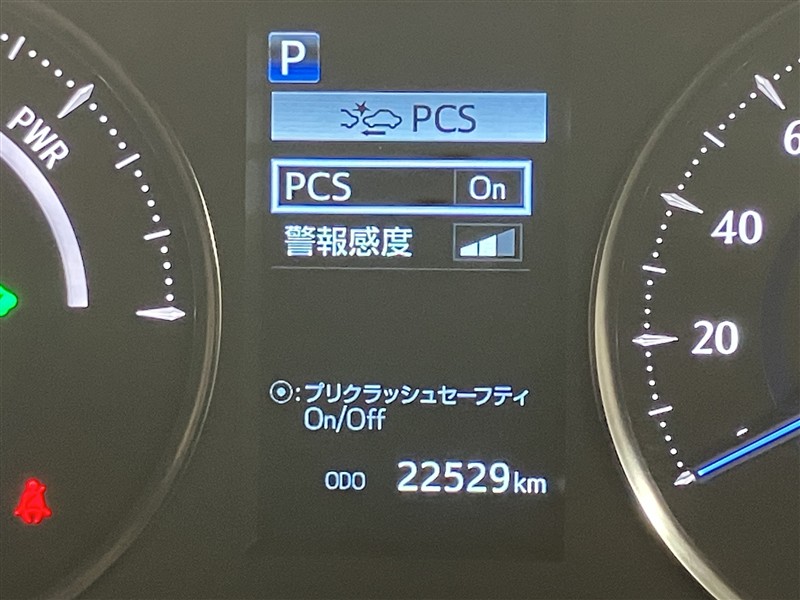 PWR
P
PCS
PCS On
警報感度
⦿:プリクラッシュセーフティ
On/Off
ODO 22529km
6
40
20